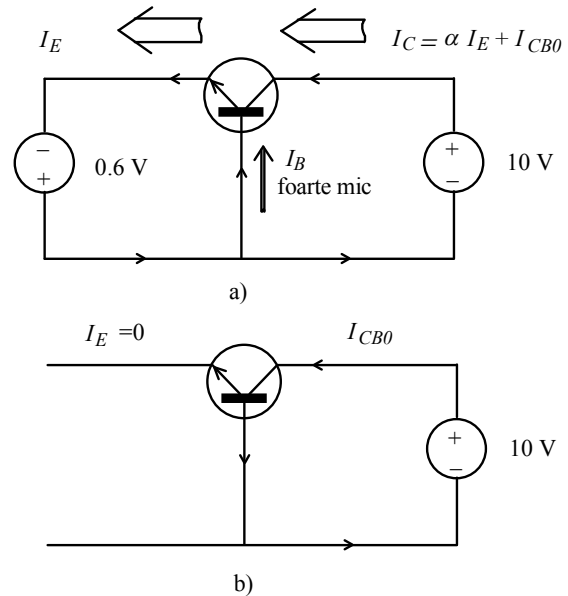 I_E
I_C = α I_E + I_CB0
−
+
0.6 V
I_B
foarte mic
+
−
10 V
a)
I_E =0
I_CB0
+
−
10 V
b)